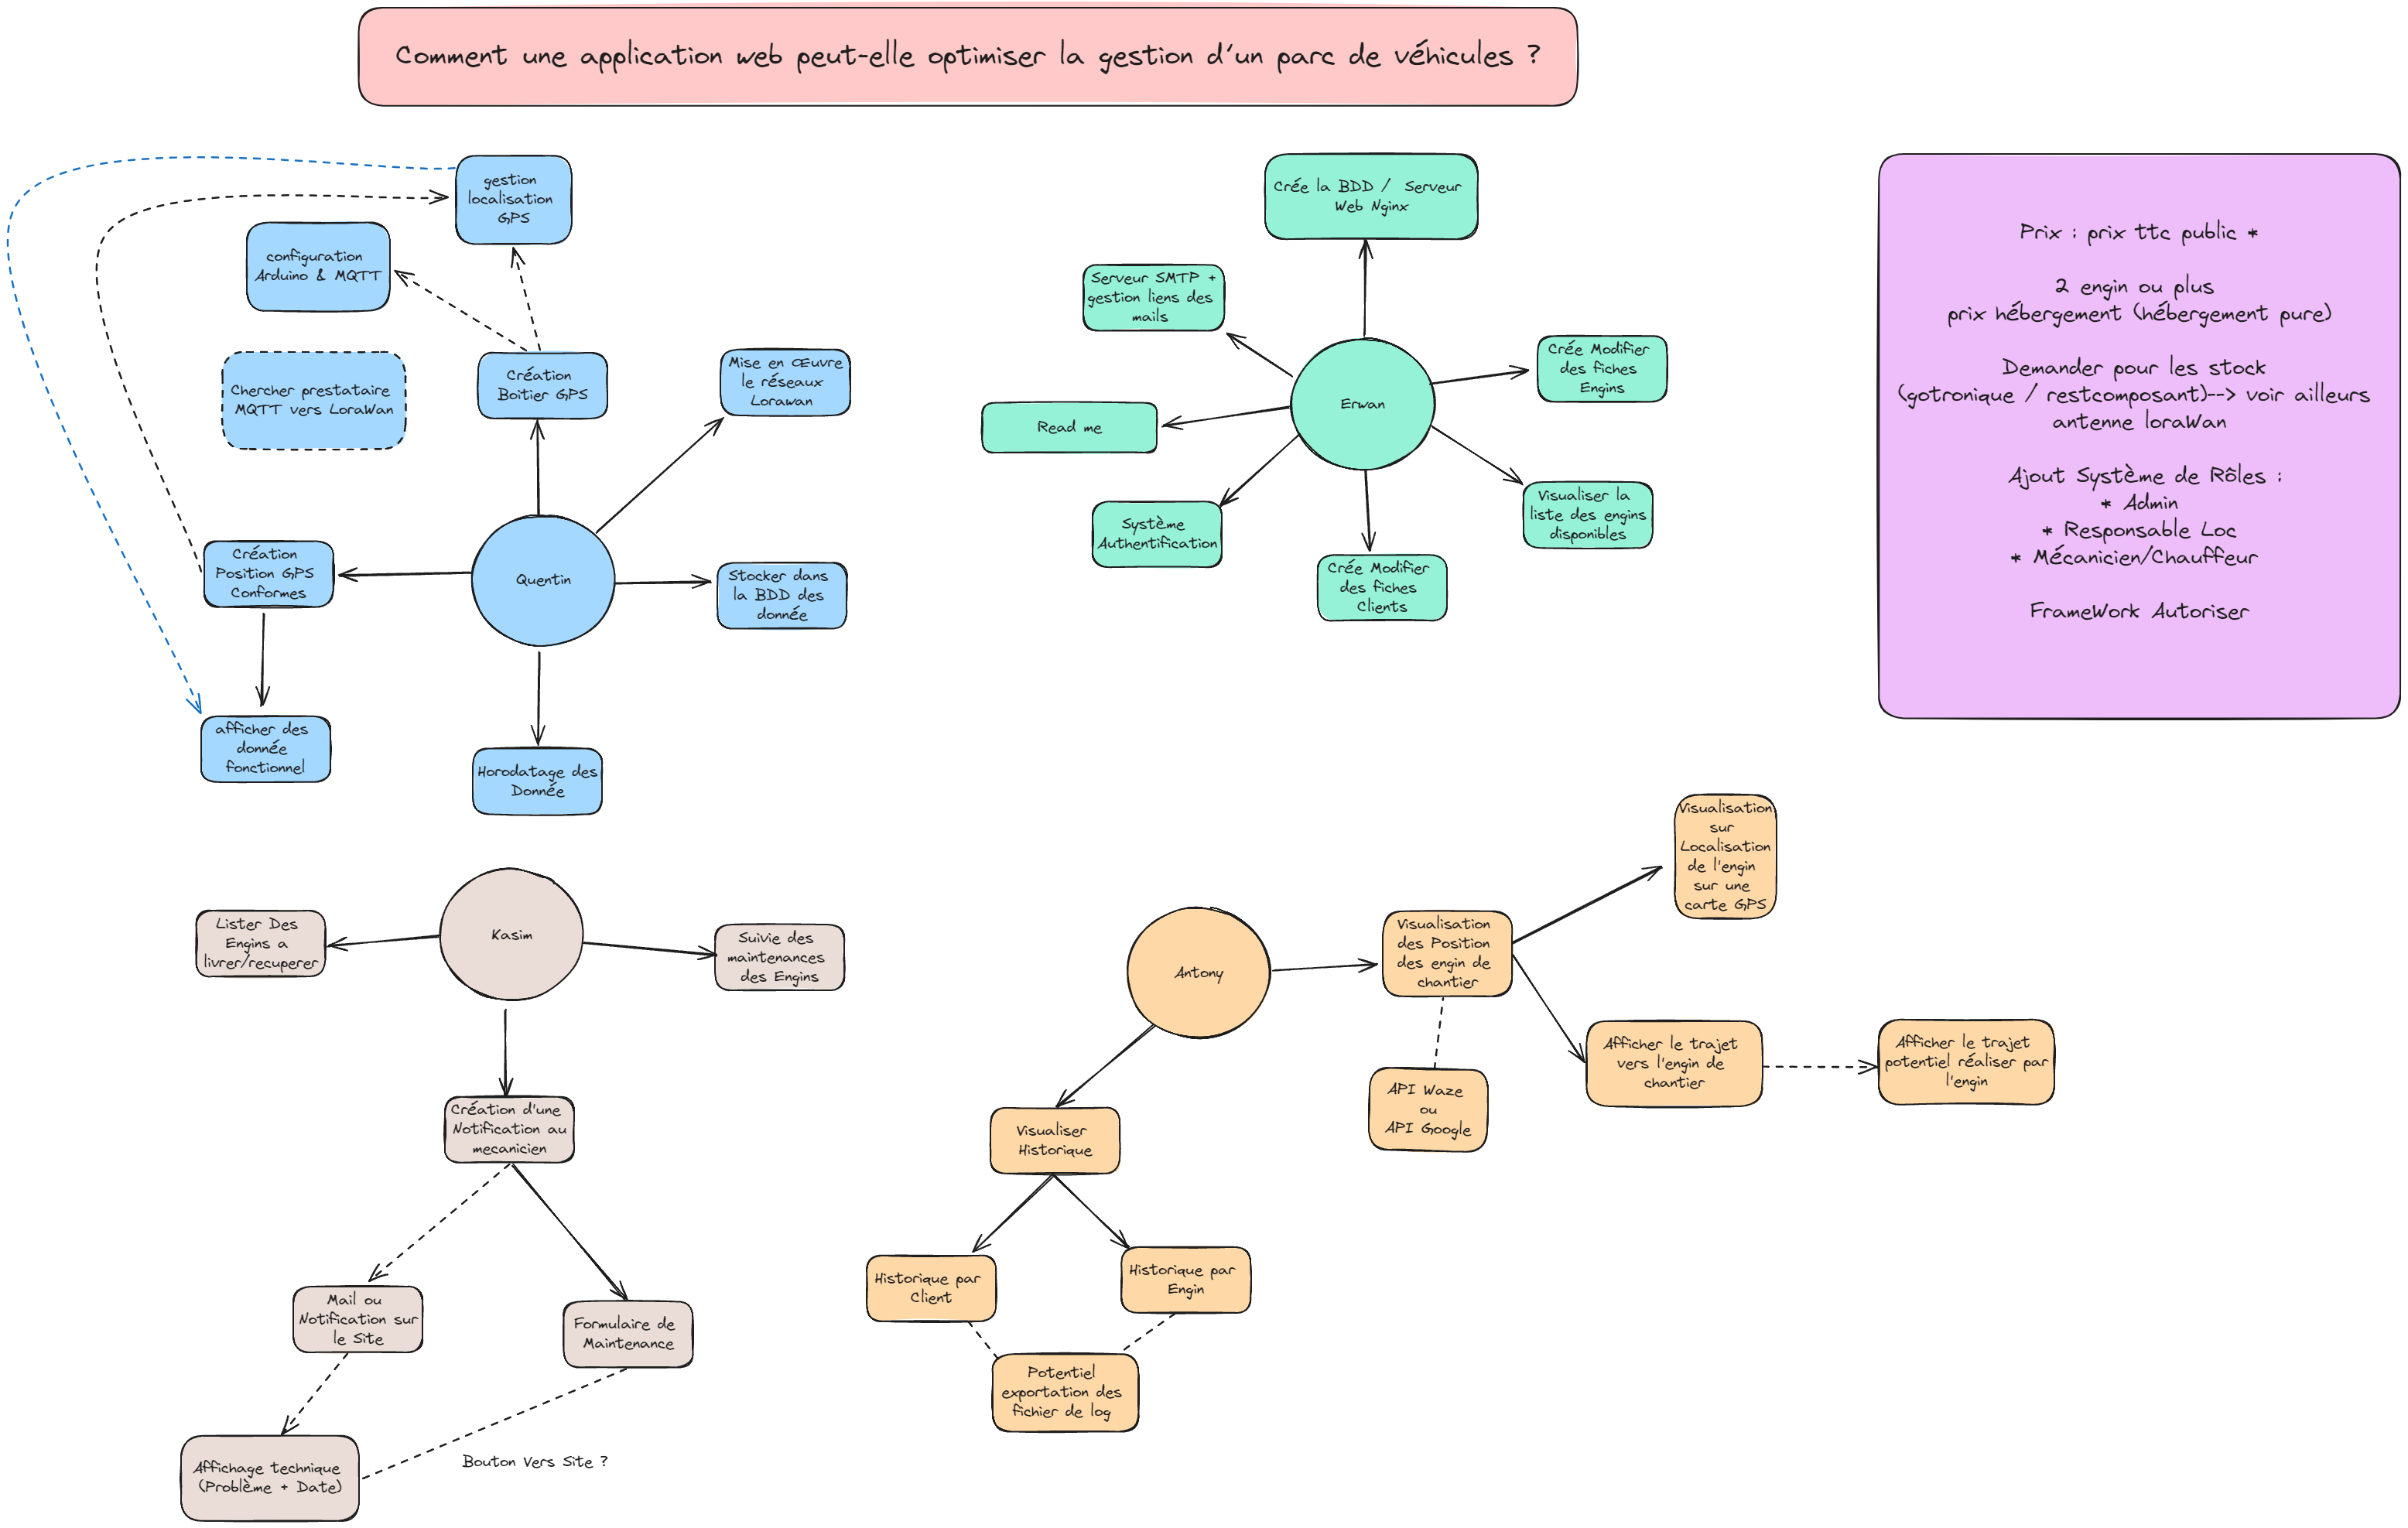 Comment une application web peut-elle optimiser la gestion d'un parc de véhicules ?
gestion
localisation
GPS
configuration
Arduino & MQTT
Chercher prestataire
MQTT vers LoraWan
Création
Boitier GPS
Mise en Œuvre
le réseaux
Lorawan
Création
Position GPS
Conformes
Quentin
Stocker dans
la BDD des
donnée
afficher des
donnée
fonctionnel
Horodatage des
Donnée
Crée la BDD / Serveur
Web Nginx
Serveur SMTP +
gestion liens des
mails
Crée Modifier
des fiches
Engins
Read me
Erwan
Système
Authentification
Visualiser la
liste des engins
disponibles
Crée Modifier
des fiches
Clients
Prix : prix ttc public *
2 engin ou plus
prix hébergement (hébergement pure)
Demander pour les stock
(gotronique / restcomposant)--> voir ailleurs
antenne loraWan
Ajout Système de Rôles :
* Admin
* Responsable Loc
* Mécanicien/Chauffeur
FrameWork Autoriser
Lister Des
Engins a
livrer/recuperer
Kasim
Suivie des
maintenances
des Engins
Création d'une
Notification au
mecanicien
Mail ou
Notification sur
le Site
Formulaire de
Maintenance
Affichage technique
(Problème + Date)
Bouton Vers Site ?
Antony
Visualisation
des Position
des engin de
chantier
Visualisation
sur
Localisation
de l'engin
sur une
carte GPS
API Waze
ou
API Google
Afficher le trajet
vers l'engin de
chantier
Afficher le trajet
potentiel réaliser par
l'engin
Visualiser
Historique
Historique par
Client
Historique par
Engin
Potentiel
exportation des
fichier de log